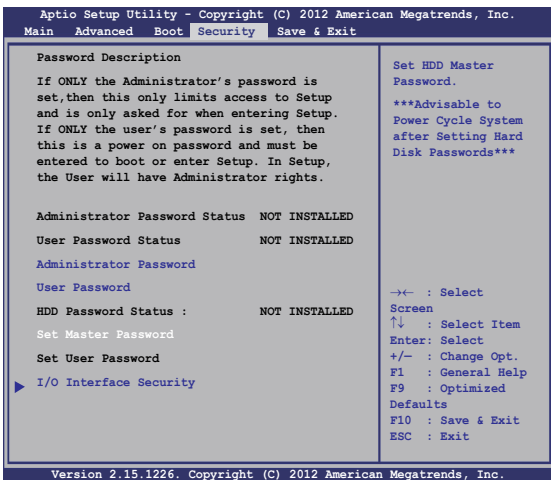 Aptio Setup Utility - Copyright (C) 2012 American Megatrends, Inc.
Main Advanced Boot Security Save & Exit
Password Description
If ONLY the Administrator's password is
set,then this only limits access to Setup
and is only asked for when entering Setup.
If ONLY the user's password is set, then
this is a power on password and must be
entered to boot or enter Setup. In Setup,
the User will have Administrator rights.
Administrator Password Status NOT INSTALLED
User Password Status NOT INSTALLED
Administrator Password
User Password
HDD Password Status : NOT INSTALLED
Set Master Password
Set User Password
I/O Interface Security
Set HDD Master
Password.
***Advisable to
Power Cycle System
after Setting Hard
Disk Passwords***
→← : Select
Screen
↑↓ : Select Item
Enter: Select
+/— : Change Opt.
F1 : General Help
F9 : Optimized
Defaults
F10 : Save & Exit
ESC : Exit
Version 2.15.1226. Copyright (C) 2012 American Megatrends, Inc.